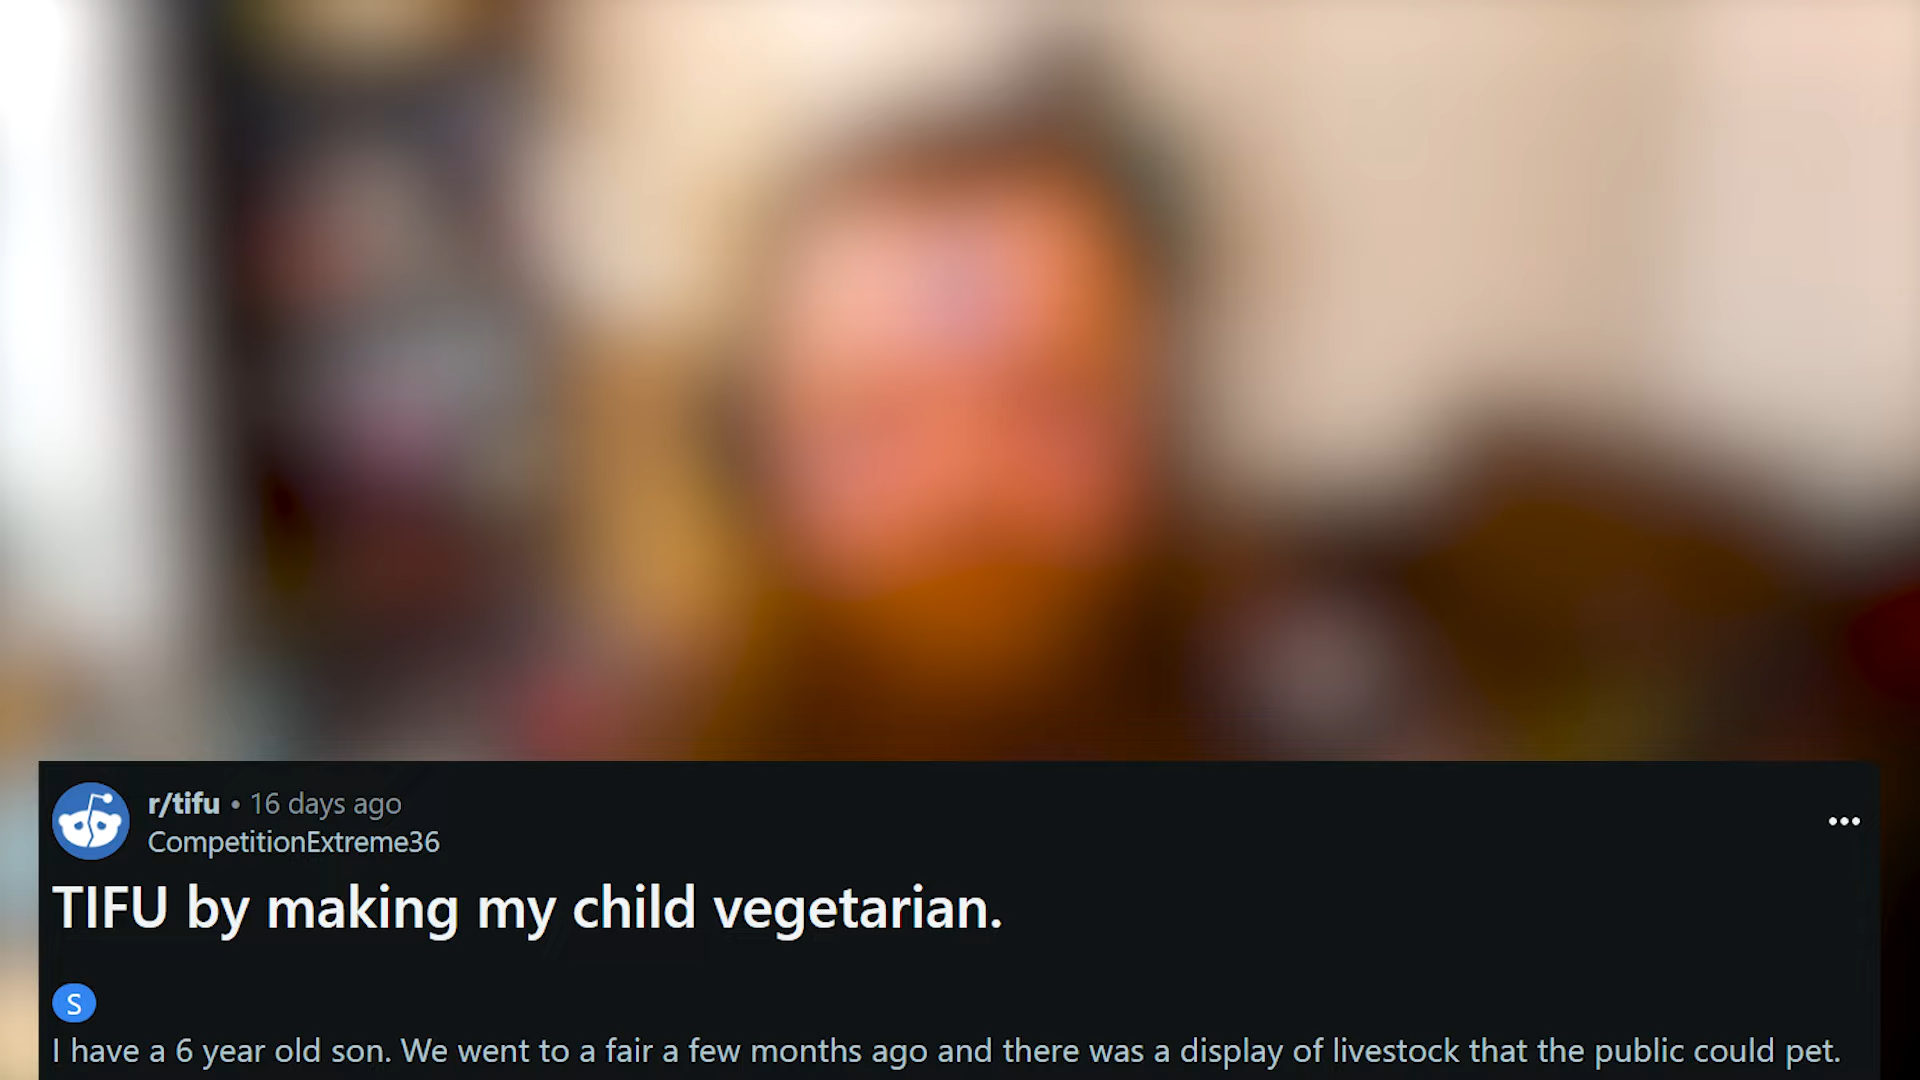 r/tifu • 16 days ago
CompetitionExtreme36
TIFU by making my child vegetarian.
S
I have a 6 year old son. We went to a fair a few months ago and there was a display of livestock that the public could pet.